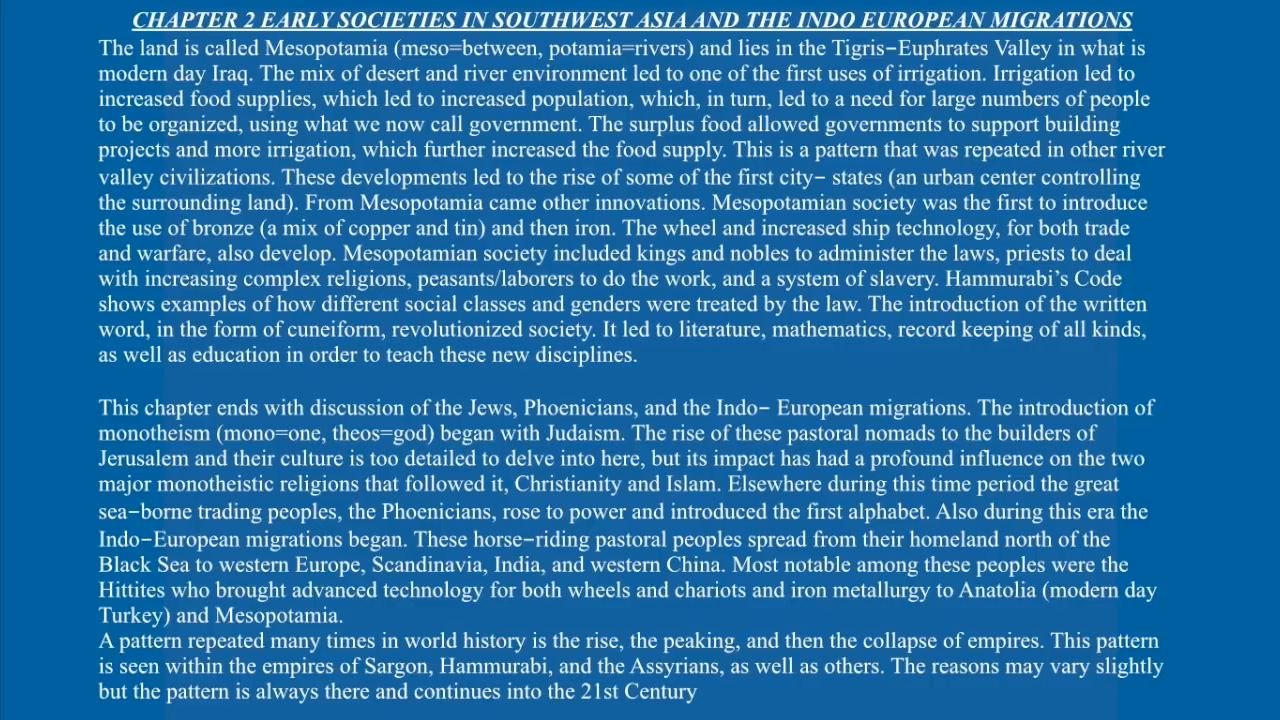 CHAPTER 2 EARLY SOCIETIES IN SOUTHWEST ASIA AND THE INDO EUROPEAN MIGRATIONS
The land is called Mesopotamia (meso=between, potamia=rivers) and lies in the Tigris−Euphrates Valley in what is
modern day Iraq. The mix of desert and river environment led to one of the first uses of irrigation. Irrigation led to
increased food supplies, which led to increased population, which, in turn, led to a need for large numbers of people
to be organized, using what we now call government. The surplus food allowed governments to support building
projects and more irrigation, which further increased the food supply. This is a pattern that was repeated in other river
valley civilizations. These developments led to the rise of some of the first city− states (an urban center controlling
the surrounding land). From Mesopotamia came other innovations. Mesopotamian society was the first to introduce
the use of bronze (a mix of copper and tin) and then iron. The wheel and increased ship technology, for both trade
and warfare, also develop. Mesopotamian society included kings and nobles to administer the laws, priests to deal
with increasing complex religions, peasants/laborers to do the work, and a system of slavery. Hammurabi’s Code
shows examples of how different social classes and genders were treated by the law. The introduction of the written
word, in the form of cuneiform, revolutionized society. It led to literature, mathematics, record keeping of all kinds,
as well as education in order to teach these new disciplines.
This chapter ends with discussion of the Jews, Phoenicians, and the Indo− European migrations. The introduction of
monotheism (mono=one, theos=god) began with Judaism. The rise of these pastoral nomads to the builders of
Jerusalem and their culture is too detailed to delve into here, but its impact has had a profound influence on the two
major monotheistic religions that followed it, Christianity and Islam. Elsewhere during this time period the great
sea−borne trading peoples, the Phoenicians, rose to power and introduced the first alphabet. Also during this era the
Indo−European migrations began. These horse−riding pastoral peoples spread from their homeland north of the
Black Sea to western Europe, Scandinavia, India, and western China. Most notable among these peoples were the
Hittites who brought advanced technology for both wheels and chariots and iron metallurgy to Anatolia (modern day
Turkey) and Mesopotamia.
A pattern repeated many times in world history is the rise, the peaking, and then the collapse of empires. This pattern
is seen within the empires of Sargon, Hammurabi, and the Assyrians, as well as others. The reasons may vary slightly
but the pattern is always there and continues into the 21st Century